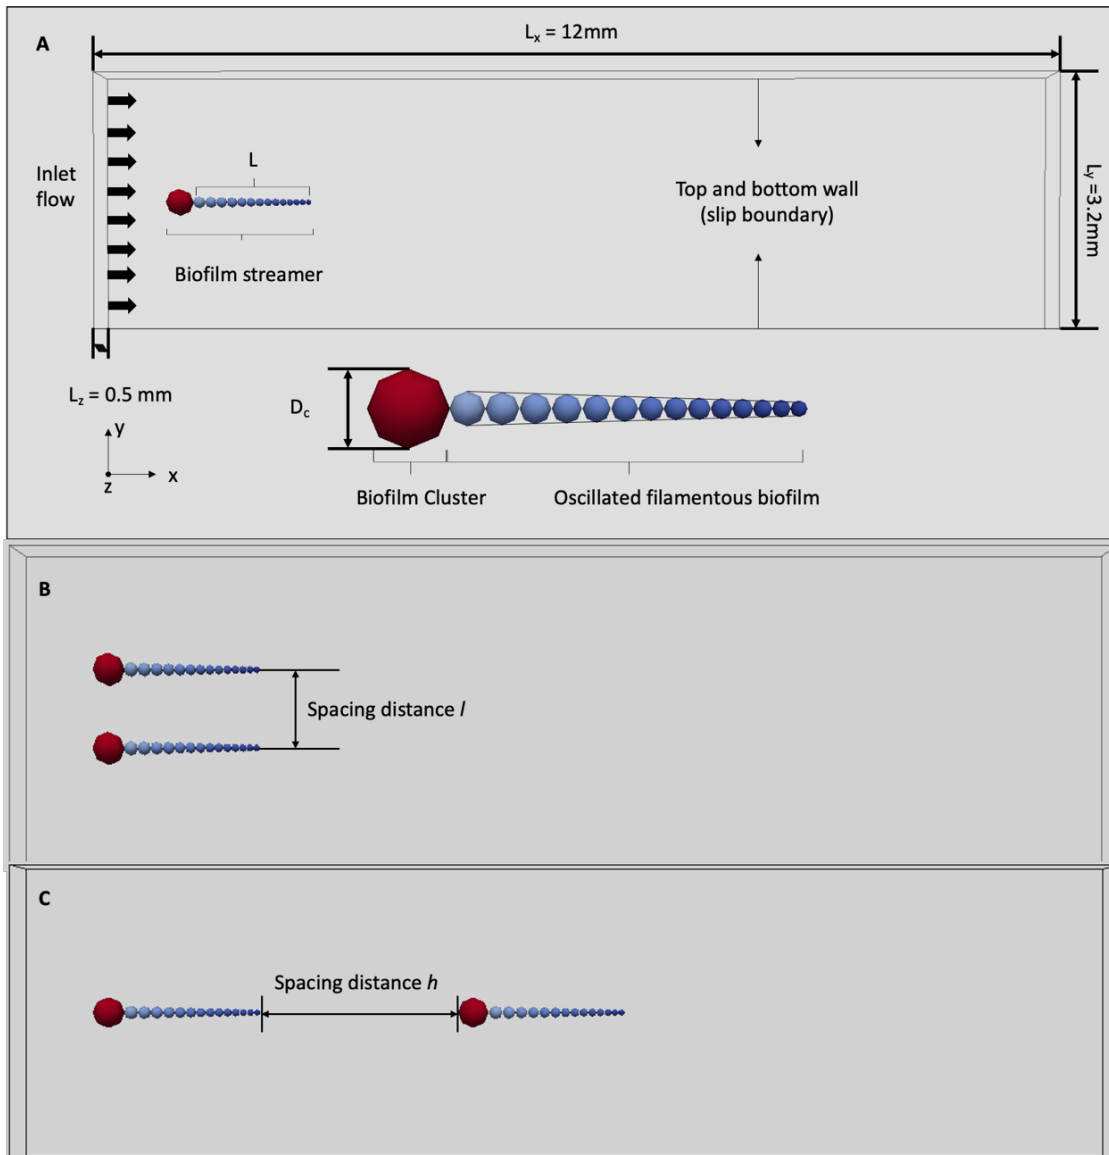 A
Lx = 12mm
Inlet
flow
L
Biofilm streamer
Top and bottom wall
(slip boundary)
Ly =3.2mm
Lz = 0.5 mm
y
z
x
Dc
Biofilm Cluster
Oscillated filamentous biofilm
B
Spacing distance l
C
Spacing distance h